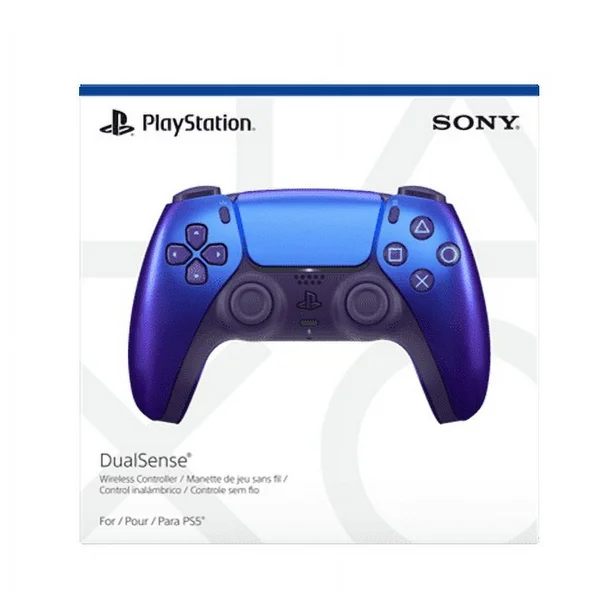 PlayStation®
SONY®
DualSense®
Wireless Controller / Manette de jeu sans fil /
Control inalámbrico / Controle sem fio
For / Pour / Para PS5®